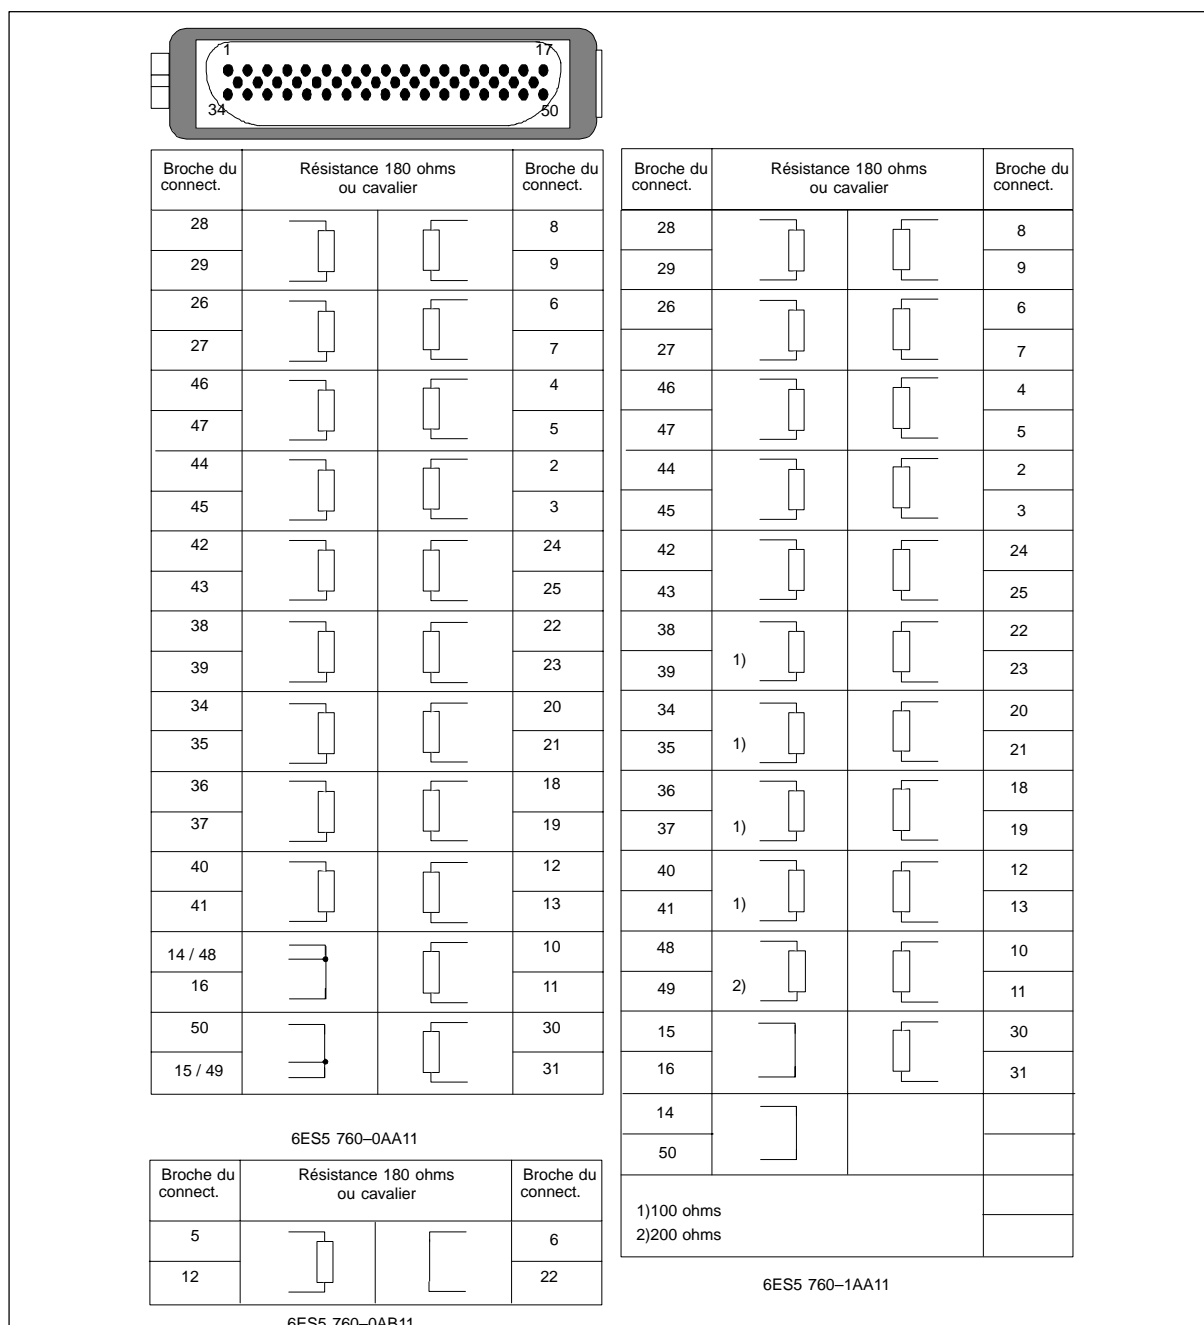 1 17
34 50
Broche du connect. Résistance 180 ohms ou cavalier Broche du connect.
28 8
29 9
26 6
27 7
46 4
47 5
44 2
45 3
42 24
43 25
38 22
39 23
34 20
35 21
36 18
37 19
40 12
41 13
14 / 48 10
16 11
50 30
15 / 49 31
6ES5 760–0AA11
Broche du connect. Résistance 180 ohms ou cavalier Broche du connect.
5 6
12 22
6ES5 760–0AB11
Broche du connect. Résistance 180 ohms ou cavalier Broche du connect.
28 8
29 9
26 6
27 7
46 4
47 5
44 2
45 3
42 24
43 25
38 22
39 1) 23
34 20
35 1) 21
36 18
37 1) 19
40 12
41 1) 13
48 10
49 2) 11
15 30
16 31
14
50
1)100 ohms
2)200 ohms
6ES5 760–1AA11